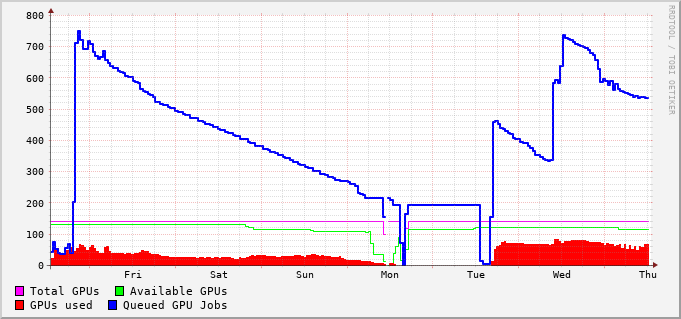 800
700
600
500
400
300
200
100
0
Fri Sat Sun Mon Tue Wed Thu
Total GPUs Available GPUs
GPUs used Queued GPU Jobs
RRDTOOL / TOBI OETIKER